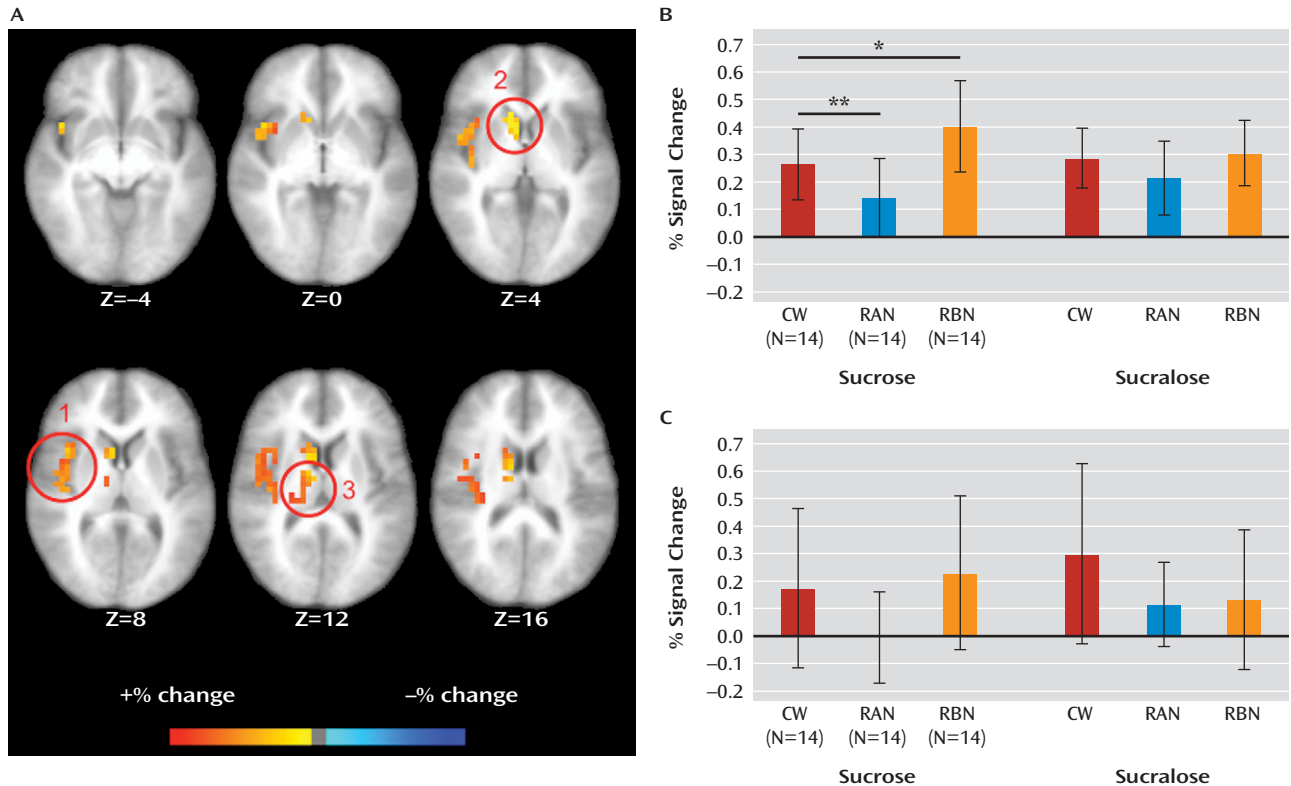 A
2
Z=–4
Z=0
Z=4
1
3
Z=8
Z=12
Z=16
+% change
–% change
B
% Signal Change
0.7
0.6
0.5
0.4
0.3
0.2
0.1
0.0
–0.1
–0.2
*
**
CW
(N=14)
RAN
(N=14)
RBN
(N=14)
CW
RAN
RBN
Sucrose
Sucralose
C
% Signal Change
0.7
0.6
0.5
0.4
0.3
0.2
0.1
0.0
–0.1
–0.2
CW
(N=14)
RAN
(N=14)
RBN
(N=14)
CW
RAN
RBN
Sucrose
Sucralose